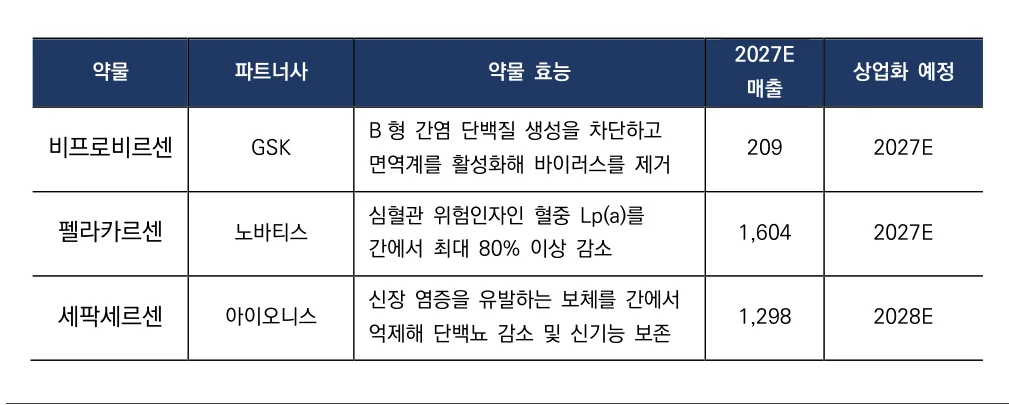 약물 파트너사 약물 효능 2027E 매출 상업화 예정
비프로비르센 GSK B형 간염 단백질 생성을 차단하고 면역계를 활성화해 바이러스를 제거 209 2027E
펠라카르센 노바티스 심혈관 위험인자인 혈중 Lp(a)를 간에서 최대 80% 이상 감소 1,604 2027E
세팍세르센 아이오니스 신장 염증을 유발하는 보체를 간에서 억제해 단백뇨 감소 및 신기능 보존 1,298 2028E